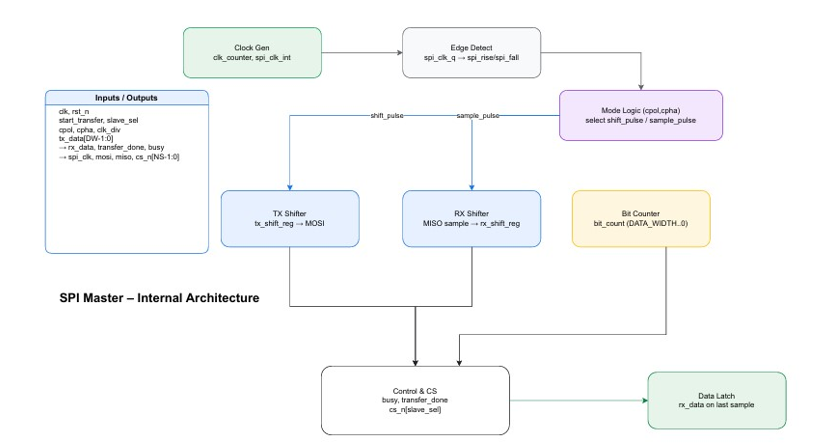 Clock Gen
clk_counter, spi_clk_int
Edge Detect
spi_clk_q → spi_rise/spi_fall
Inputs / Outputs
clk, rst_n
start_transfer, slave_sel
cpol, cpha, clk_div
tx_data[DW-1:0]
→ rx_data, transfer_done, busy
→ spi_clk, mosi, miso, cs_n[NS-1:0]
Mode Logic (cpol,cpha)
select shift_pulse / sample_pulse
shift_pulse
sample_pulse
TX Shifter
tx_shift_reg → MOSI
RX Shifter
MISO sample → rx_shift_reg
Bit Counter
bit_count (DATA_WIDTH..0)
SPI Master – Internal Architecture
Control & CS
busy, transfer_done
cs_n[slave_sel]
Data Latch
rx_data on last sample